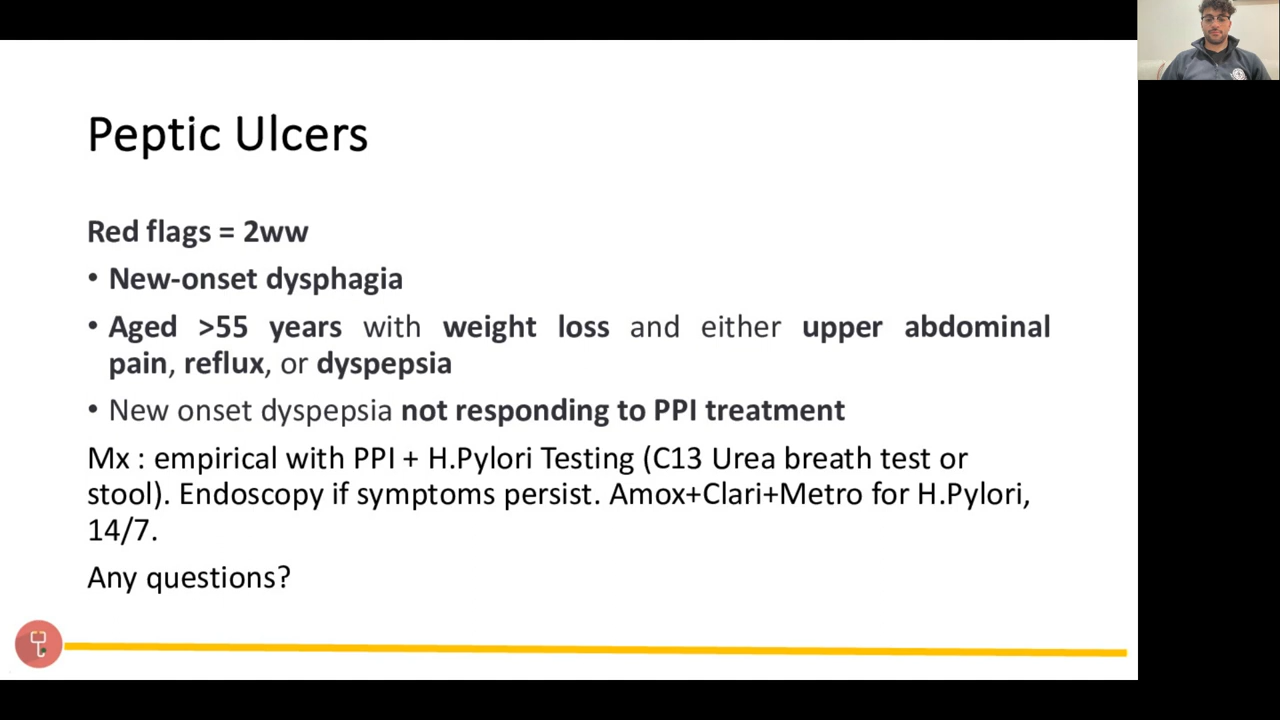 Peptic Ulcers
Red flags = 2ww
• New-onset dysphagia
• Aged >55 years with weight loss and either upper abdominal
pain, reflux, or dyspepsia
• New onset dyspepsia not responding to PPI treatment
Mx : empirical with PPI + H.Pylori Testing (C13 Urea breath test or
stool). Endoscopy if symptoms persist. Amox+Clari+Metro for H.Pylori,
14/7.
Any questions?